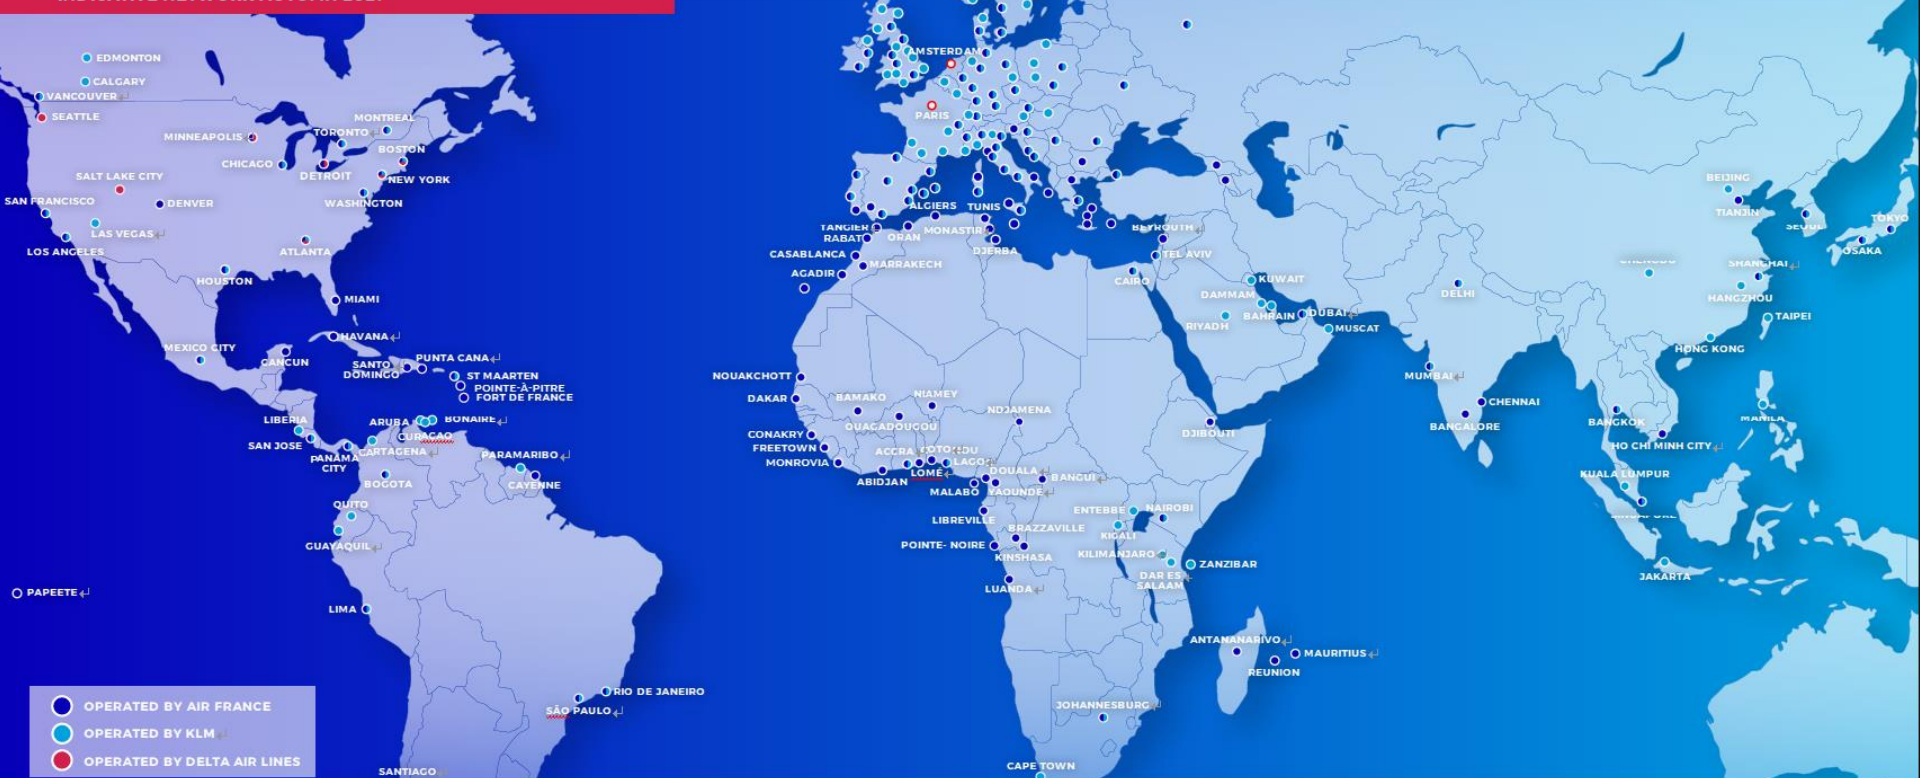 EDMONTON
CALGARY
VANCOUVER
SEATTLE
MINNEAPOLIS
MONTREAL
TORONTO
BOSTON
CHICAGO
DETROIT
NEW YORK
SALT LAKE CITY
WASHINGTON
SAN FRANCISCO
DENVER
LAS VEGAS
LOS ANGELES
ATLANTA
HOUSTON
MIAMI
HAVANA
MEXICO CITY
CANCUN
PUNTA CANA
SANTO
DOMINGO
ST MAARTEN
POINTE-À-PITRE
FORT DE FRANCE
LIBERIA
ARUBA
BONAIRE
CURAÇAO
SAN JOSE
PANAMA
CITY
CARTAGENA
PARAMARIBO
BOGOTA
CAYENNE
QUITO
GUAYAQUIL
PAPEETE
LIMA
RIO DE JANEIRO
SÃO PAULO
SANTIAGO
AMSTERDAM
PARIS
ALGIERS
TUNIS
TANGIER
RABAT
ORAN
MONASTIR
DJERBA
CASABLANCA
MARRAKECH
AGADIR
BEYROUTH
TEL AVIV
CAIRO
KUWAIT
DAMMAM
BAHRAIN
DUBAI
RIYADH
MUSCAT
NOUAKCHOTT
DAKAR
BAMAKO
NIAMEY
OUAGADOUGOU
NDJAMENA
DJIBOUTI
CONAKRY
FREETOWN
MONROVIA
ACCRA
COTONOU
LAGOS
ABIDJAN
LOMÉ
DOUALA
BANGUI
MALABO
YAOUNDE
LIBREVILLE
ENTEBBE
NAIROBI
BRAZZAVILLE
KIGALI
POINTE- NOIRE
KINSHASA
KILIMANJARO
ZANZIBAR
DAR ES
SALAAM
LUANDA
ANTANANARIVO
MAURITIUS
REUNION
JOHANNESBURG
CAPE TOWN
BEIJING
TIANJIN
SEOUL
TOKYO
OSAKA
SHANGHAI
HANGZHOU
DELHI
TAIPEI
HONG KONG
MUMBAI
CHENNAI
BANGALORE
BANGKOK
MANILA
HO CHI MINH CITY
KUALA LUMPUR
SINGAPORE
JAKARTA
OPERATED BY AIR FRANCE
OPERATED BY KLM
OPERATED BY DELTA AIR LINES